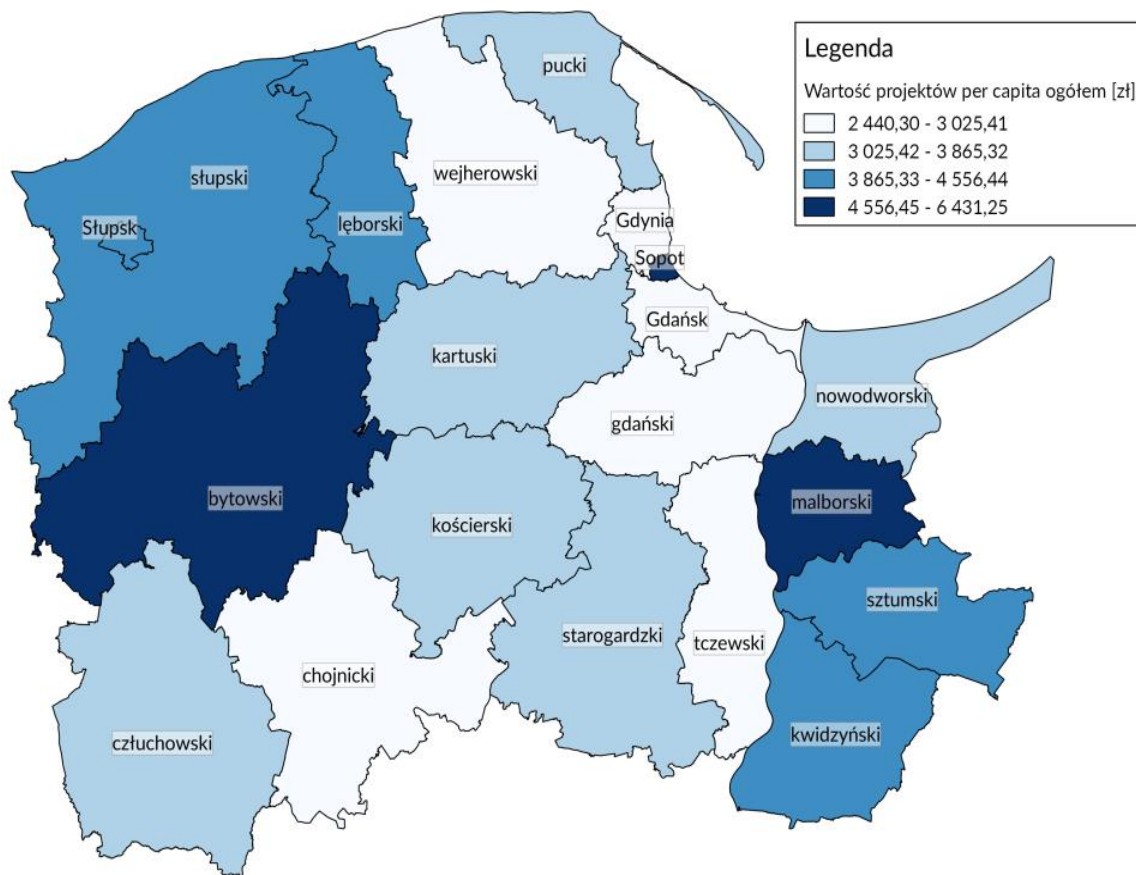 Legenda
Wartość projektów per capita ogółem [zł]
2 440,30 - 3 025,41
3 025,42 - 3 865,32
3 865,33 - 4 556,44
4 556,45 - 6 431,25
pucki
wejherowski
słupski
Słupsk
lęborski
Gdynia
Sopot
Gdańsk
kartuski
nowodworski
gdański
bytowski
kościerski
malborski
sztumski
starogardzki
tczewski
chojnicki
człuchowski
kwidzyński